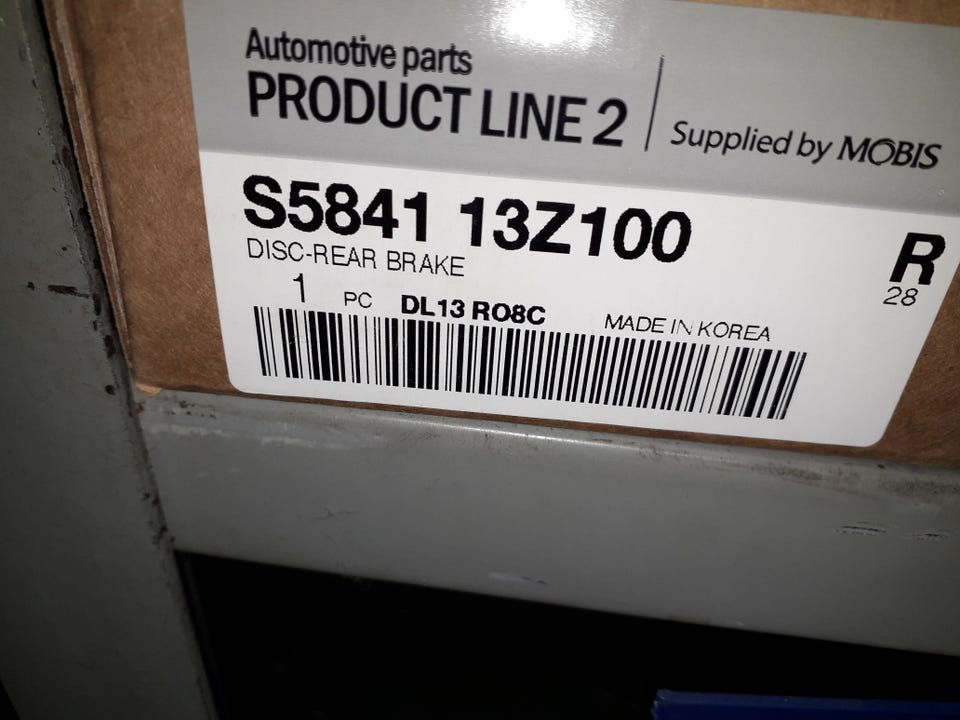 Automotive parts
PRODUCT LINE 2
Supplied by MOBIS
S5841 13Z100
R
DISC-REAR BRAKE
28
1 PC DL13 RO8C MADE IN KOREA